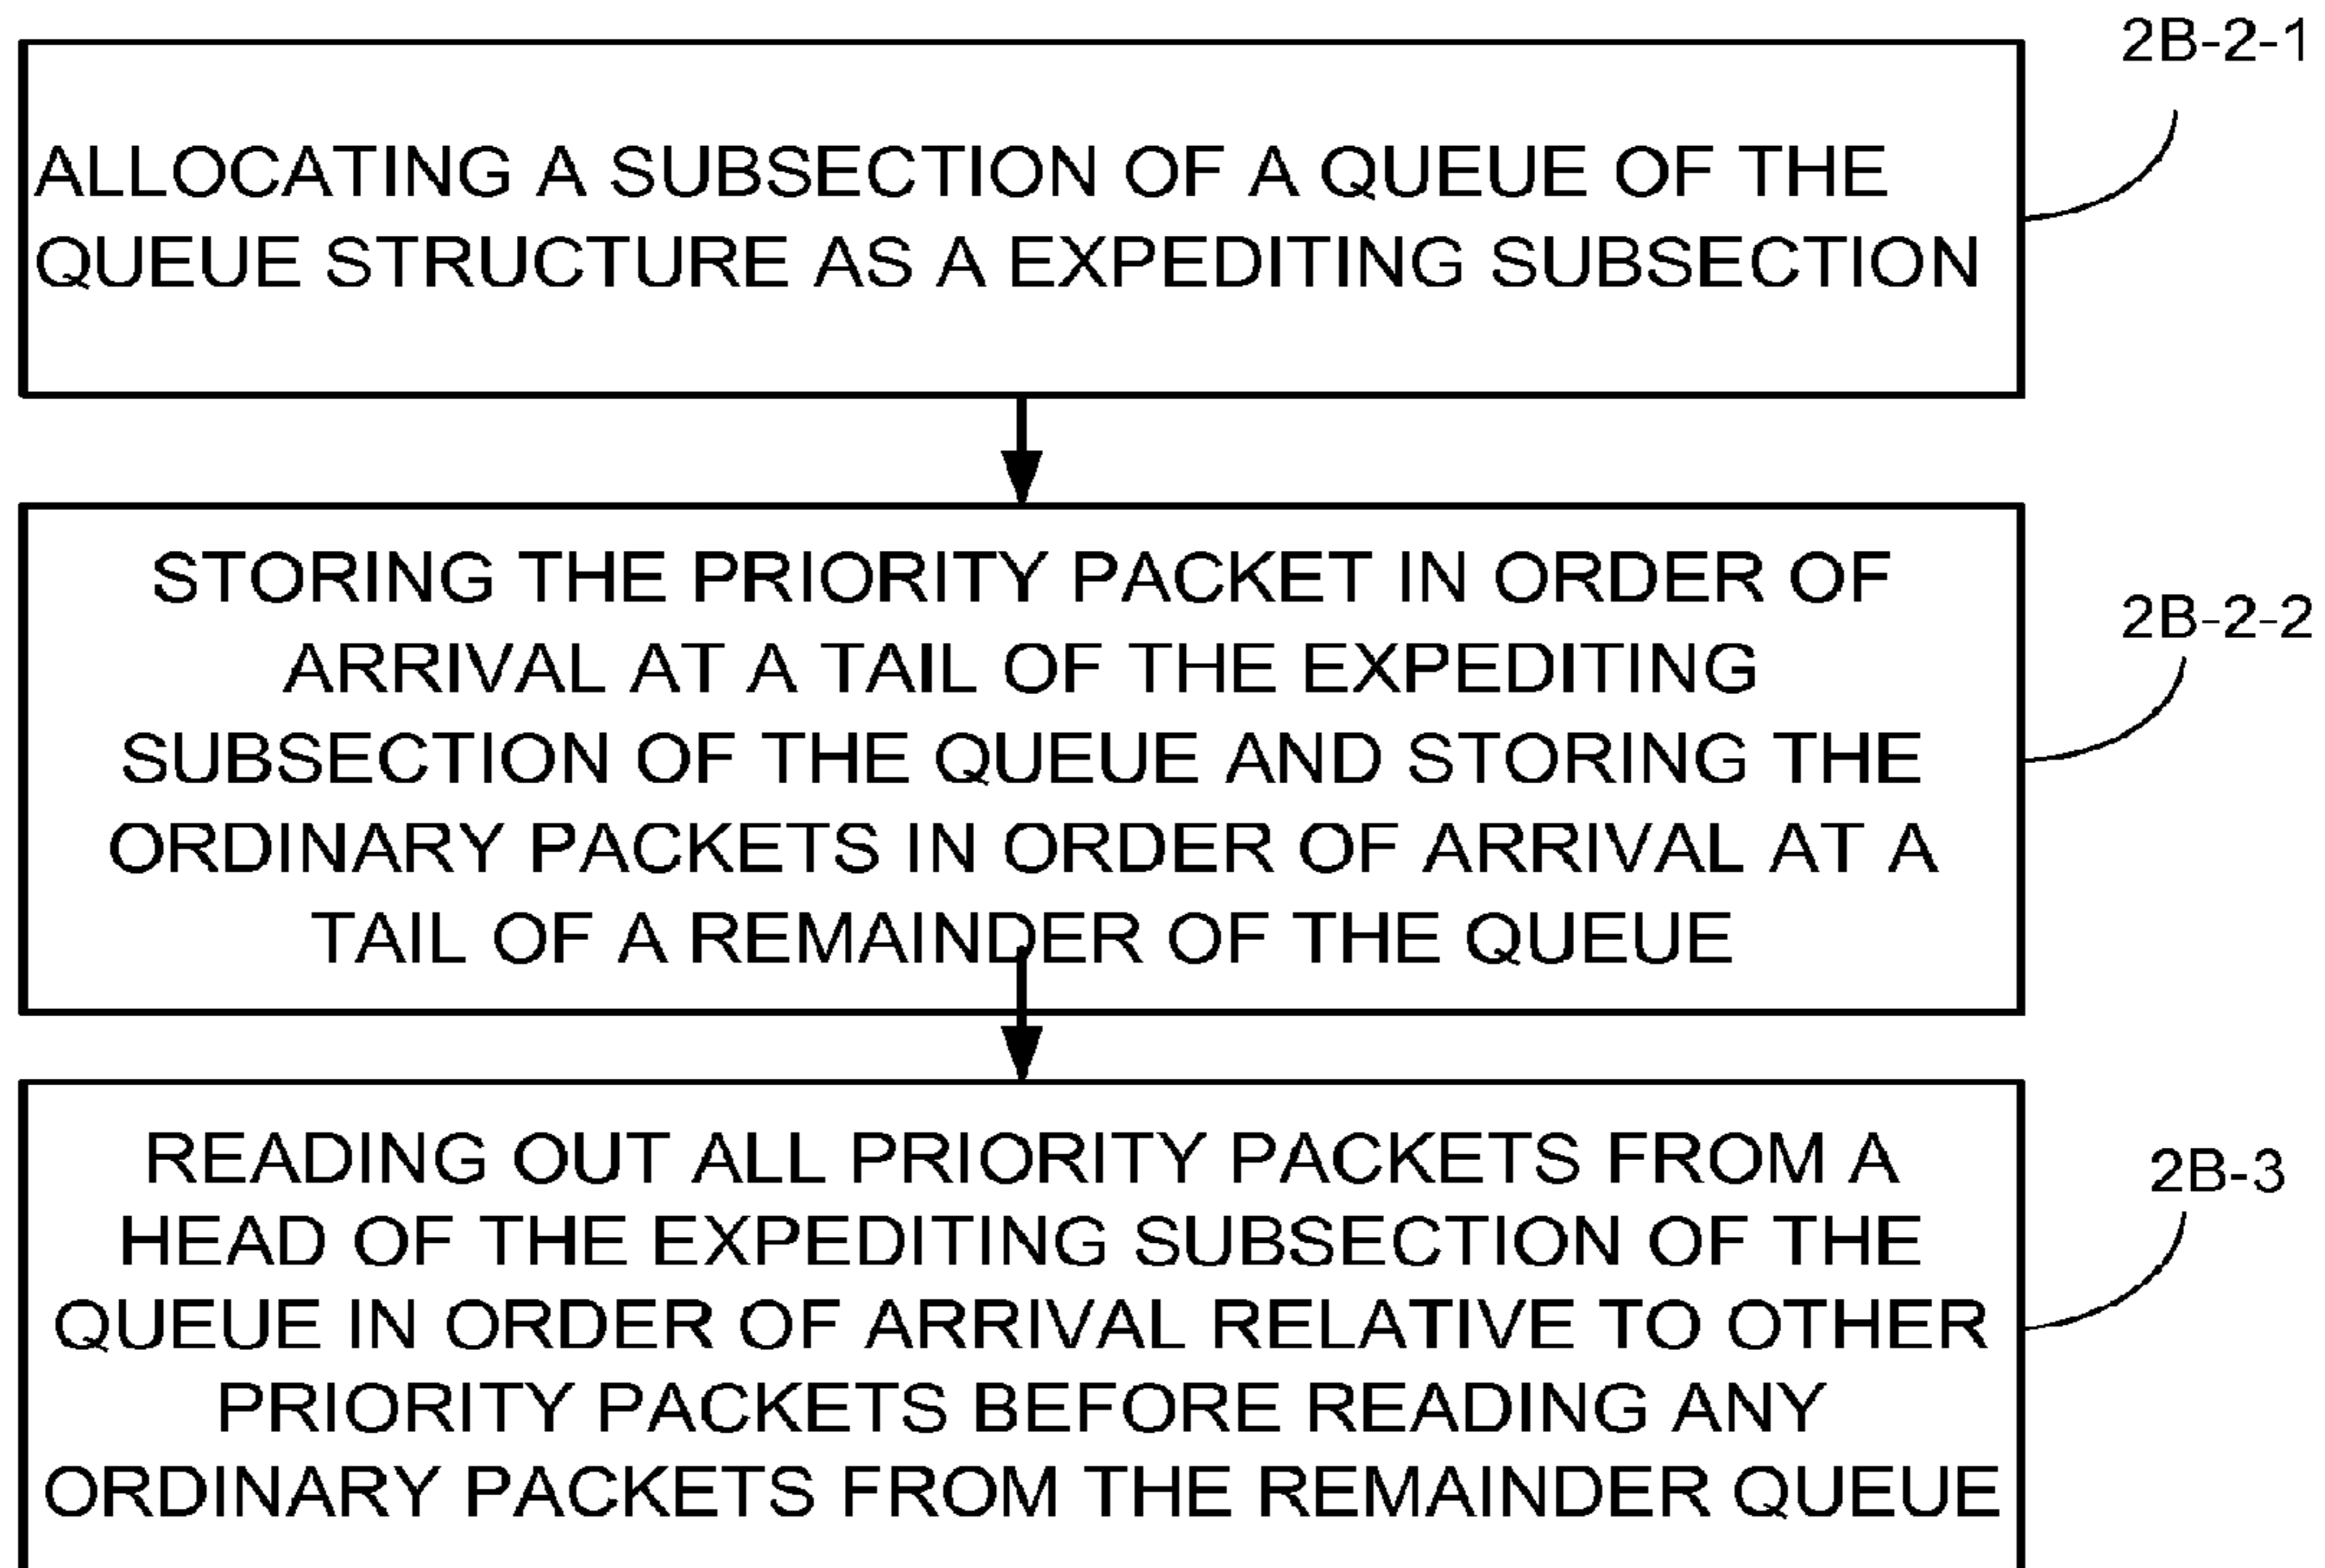 2B-2-1
ALLOCATING A SUBSECTION OF A QUEUE OF THE
QUEUE STRUCTURE AS A EXPEDITING SUBSECTION
STORING THE PRIORITY PACKET IN ORDER OF
ARRIVAL AT A TAIL OF THE EXPEDITING
SUBSECTION OF THE QUEUE AND STORING THE
ORDINARY PACKETS IN ORDER OF ARRIVAL AT A
TAIL OF A REMAINDER OF THE QUEUE
2B-2-2
READING OUT ALL PRIORITY PACKETS FROM A
HEAD OF THE EXPEDITING SUBSECTION OF THE
QUEUE IN ORDER OF ARRIVAL RELATIVE TO OTHER
PRIORITY PACKETS BEFORE READING ANY
ORDINARY PACKETS FROM THE REMAINDER QUEUE
2B-3